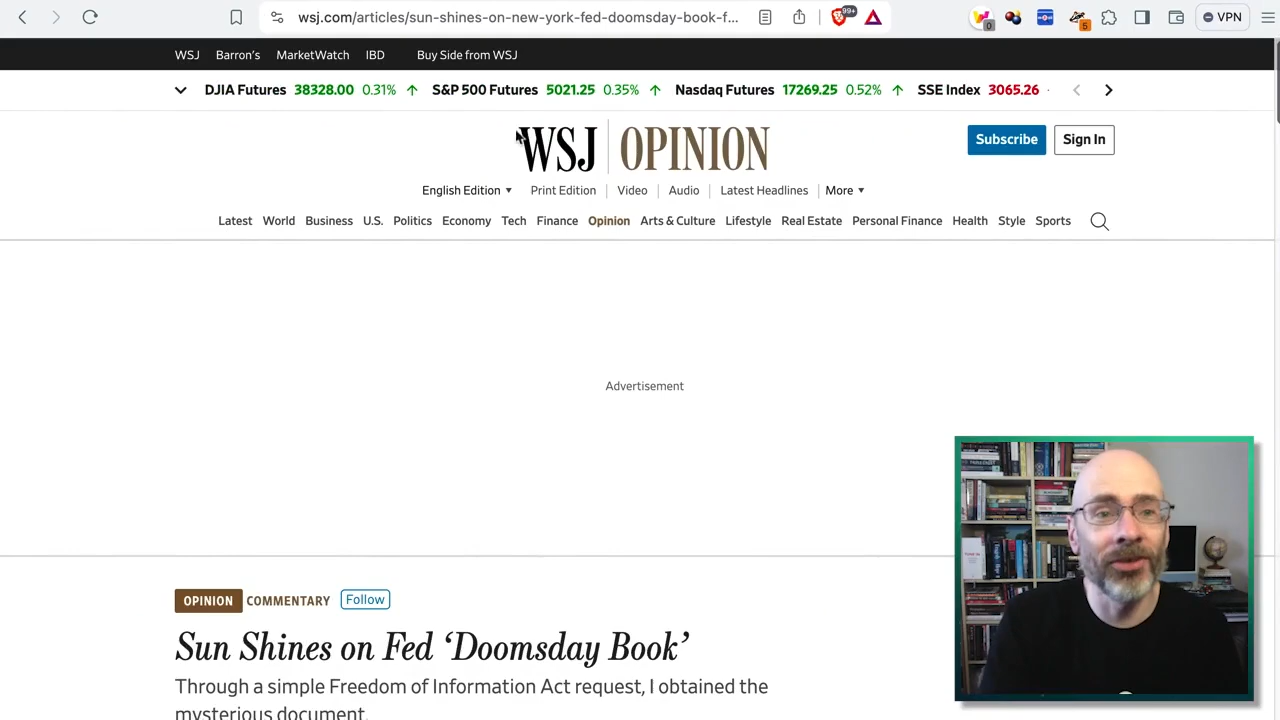 wsj.com/articles/sun-shines-on-new-york-fed-doomsday-book-f...
99+
0
5
VPN
WSJ Barron's MarketWatch IBD Buy Side from WSJ
DJIA Futures 38328.00 0.31% S&P 500 Futures 5021.25 0.35% Nasdaq Futures 17269.25 0.52% SSE Index 3065.26
WSJ OPINION
Subscribe Sign In
English Edition Print Edition Video Audio Latest Headlines More
Latest World Business U.S. Politics Economy Tech Finance Opinion Arts & Culture Lifestyle Real Estate Personal Finance Health Style Sports
Advertisement
OPINION COMMENTARY Follow
Sun Shines on Fed ‘Doomsday Book’
Through a simple Freedom of Information Act request, I obtained the
mysterious document.